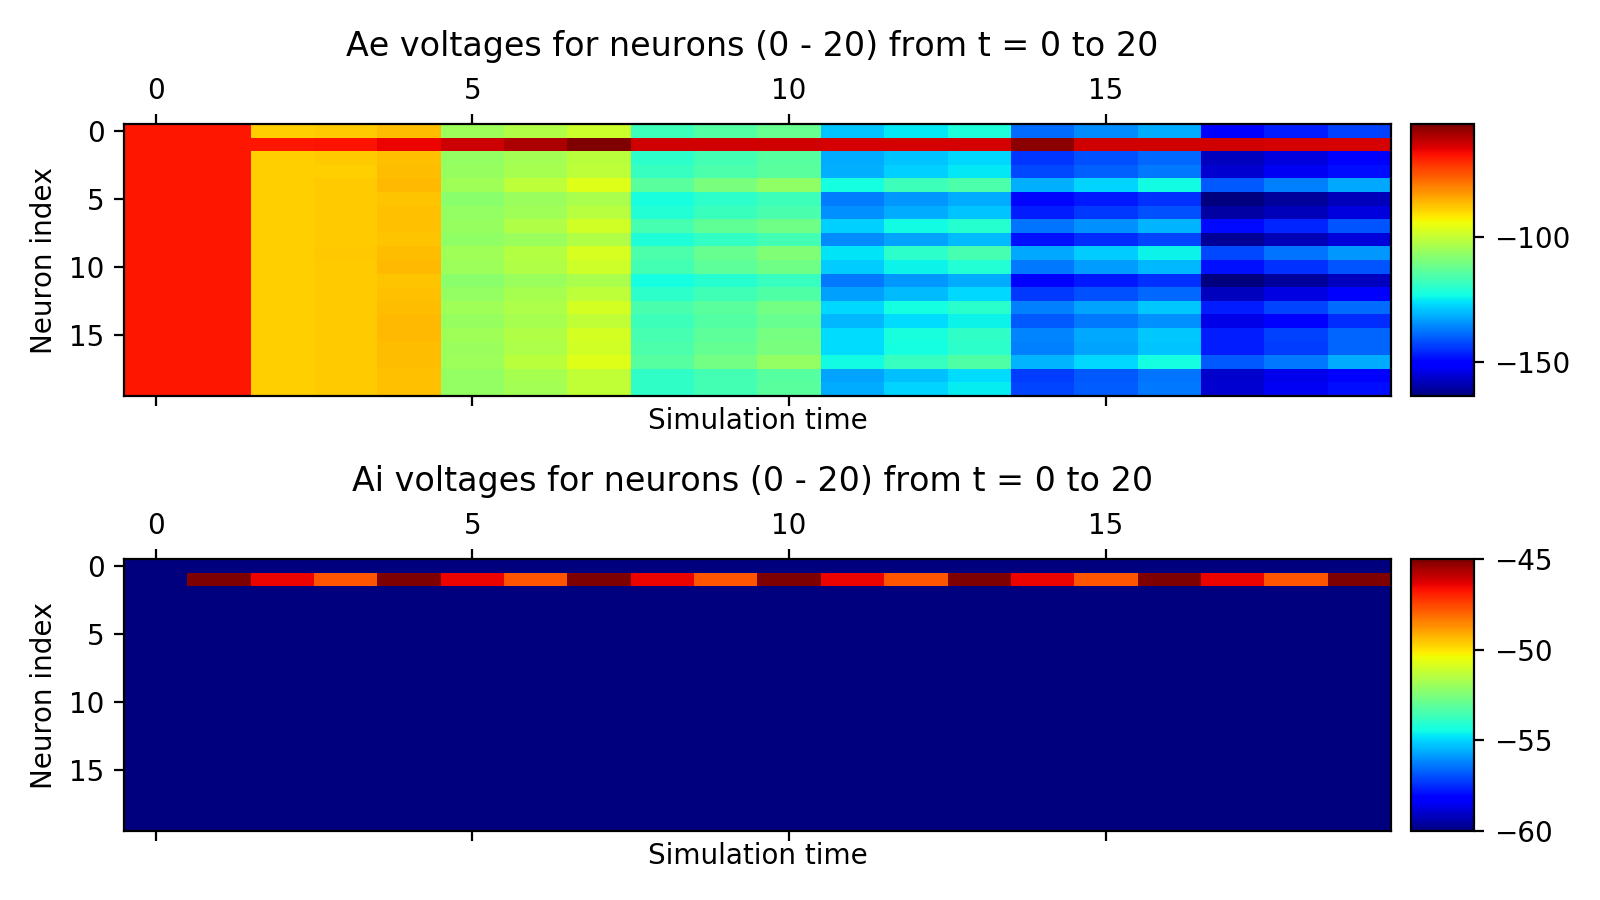 Ae voltages for neurons (0 - 20) from t = 0 to 20
0 5 10 15
Neuron index
0
5
10
15
Simulation time
−100
−150
Ai voltages for neurons (0 - 20) from t = 0 to 20
0 5 10 15
Neuron index
0
5
10
15
Simulation time
−45
−50
−55
−60